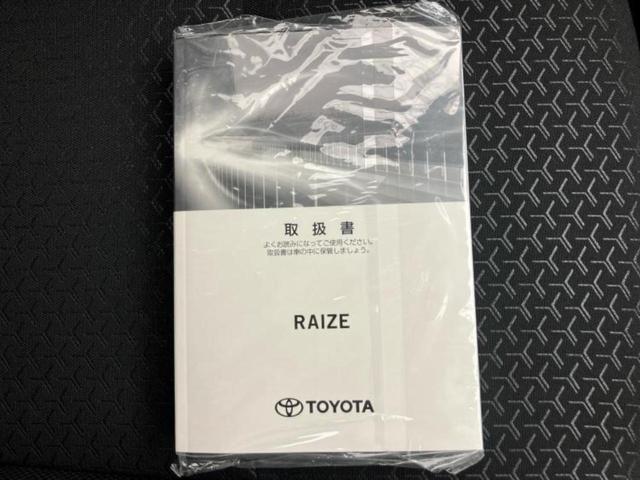 取扱書
よくお読みになってご使用ください。
取扱書は車の中に保管しましょう。
RAIZE
TOYOTA